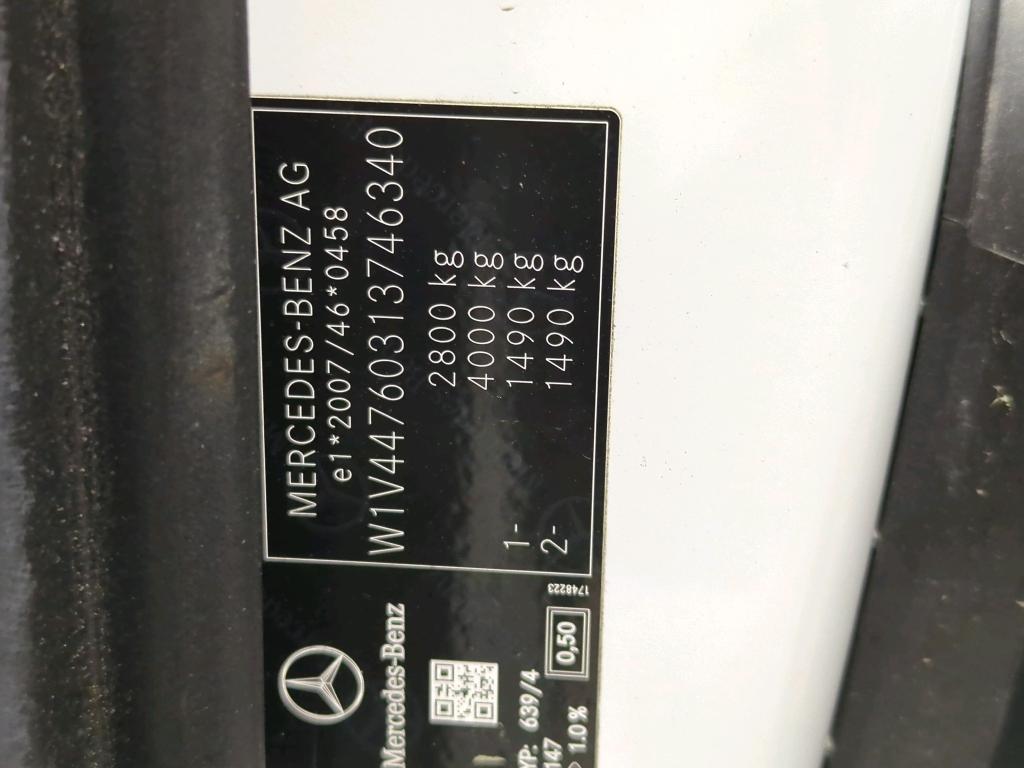 MERCEDES-BENZ AG
e1*2007/46*0458
W1V44760313746340
2800 kg
4000 kg
1- 1490 kg
2- 1490 kg
1748223
Mercedes-Benz
YP: 639/4
147
0,50
> 1.0 %